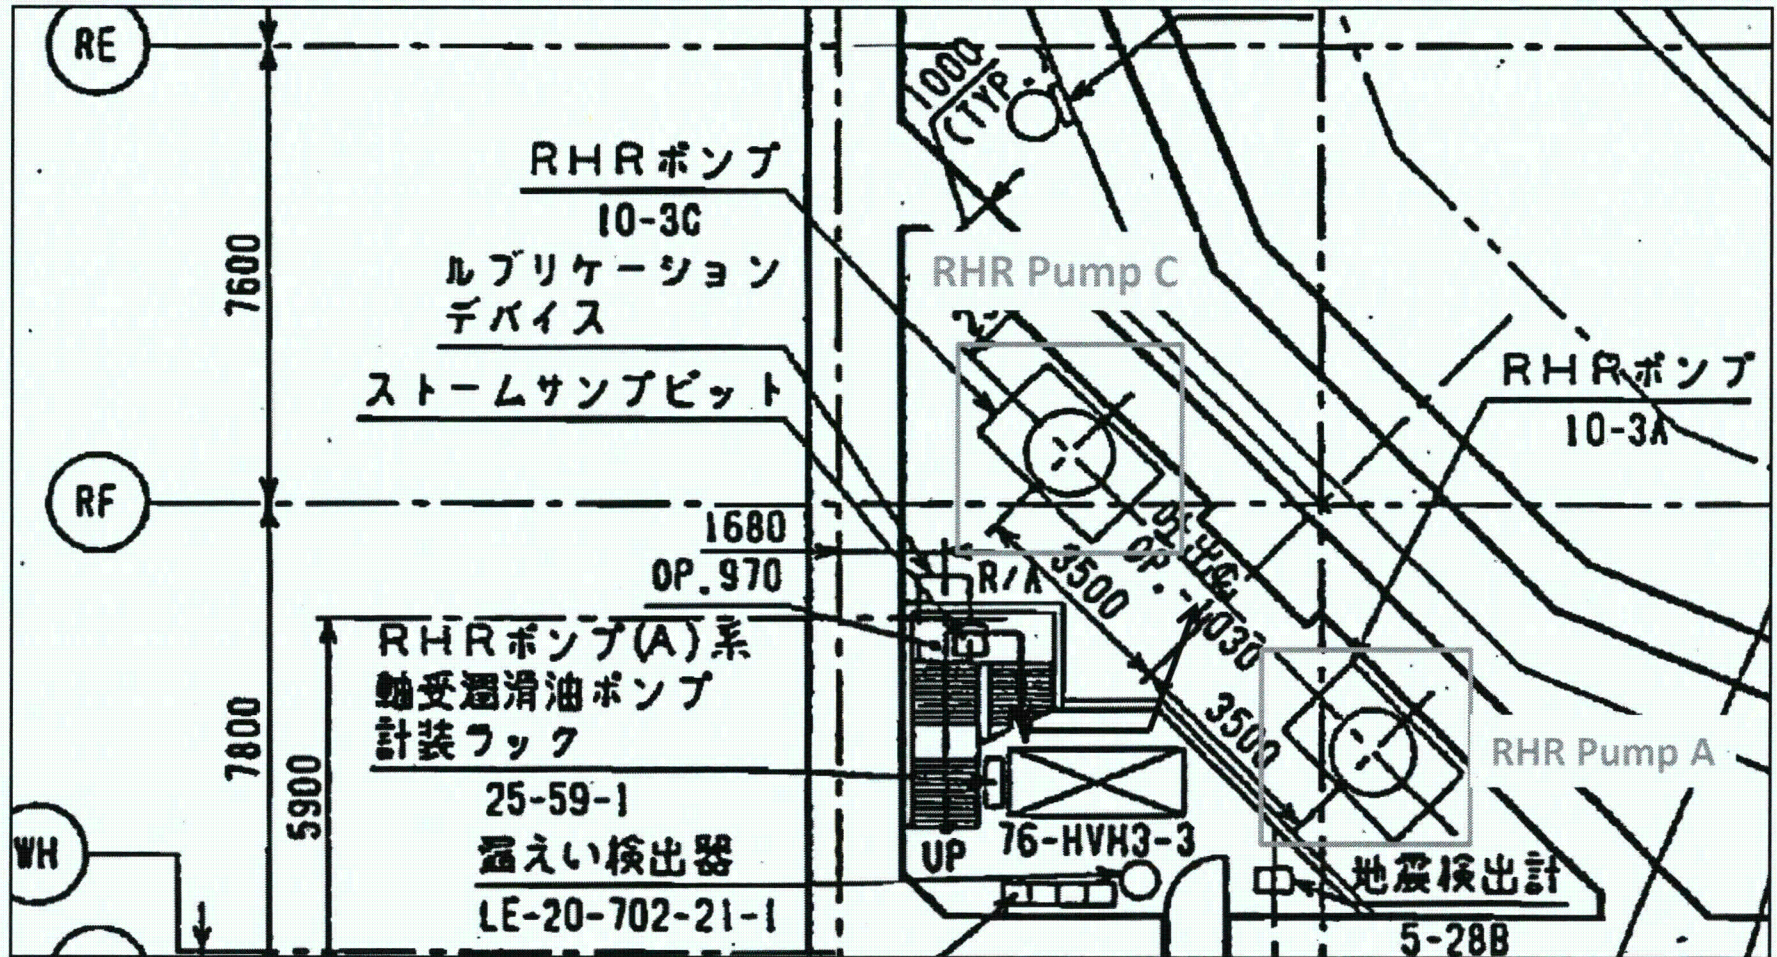 RE
1000
(TYP.
RHRポンプ
10-3C
RHR Pump C
7600
ルブリケーション
デバイス
ストームサンプピット
RHRポンプ
10-3A
RF
1680
OP.970
R/A
3500
OP.-1030
RHRポンプ(A)系
軸受潤滑油ポンプ
計装ラック
3500
RHR Pump A
7800
5900
25-59-1
76-HVH3-3
WH
漏えい検出器
UP
地震検出計
LE-20-702-21-1
5-28B